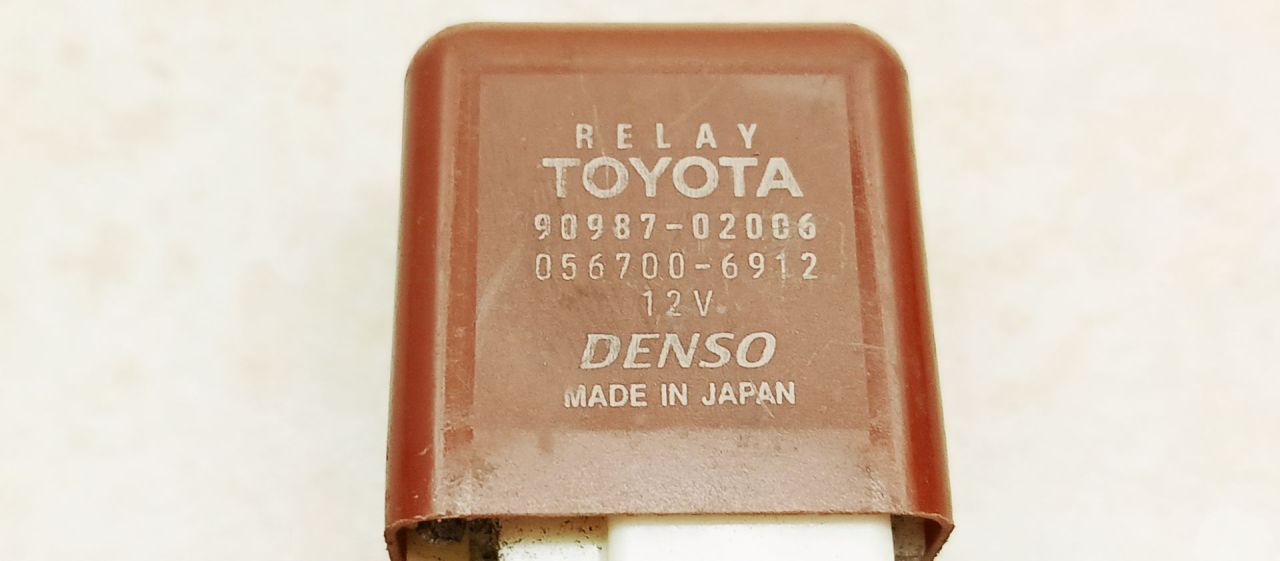 RELAY
TOYOTA
90987-02006
056700-6912
12V
DENSO
MADE IN JAPAN